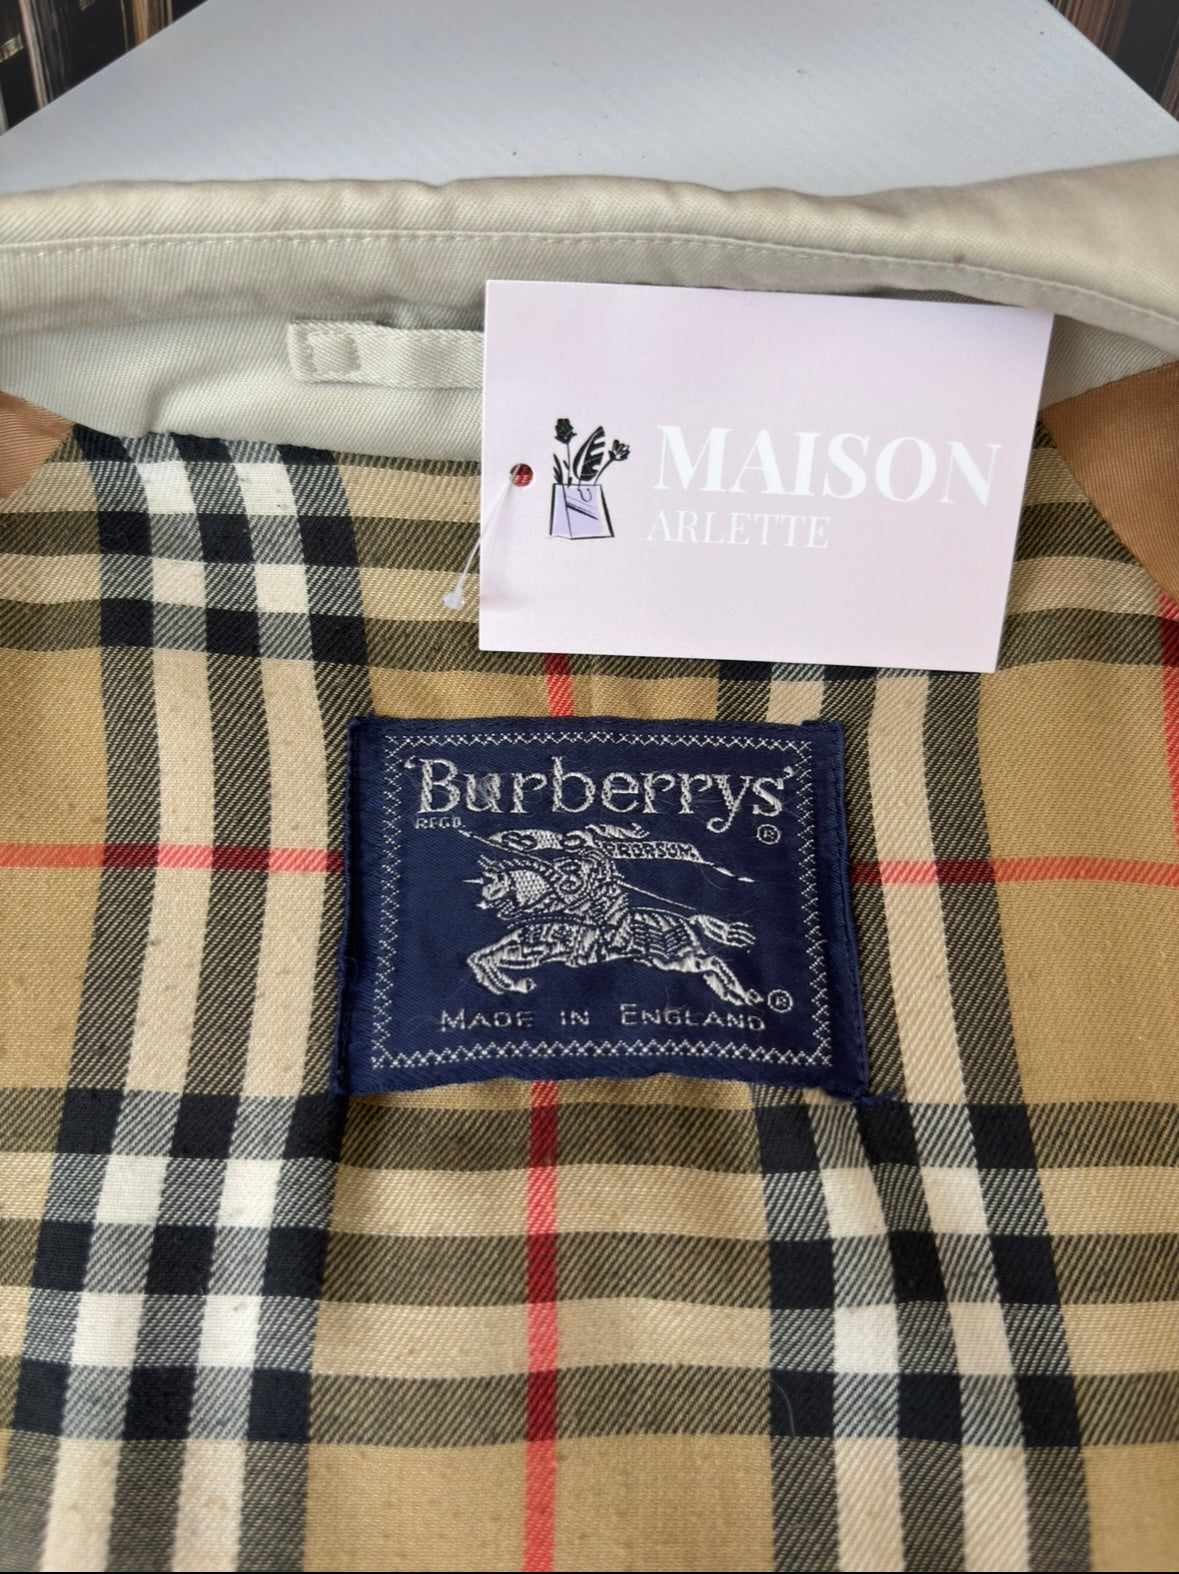 MAISON
ARLETTE
'Burberrys'
REGD.
®
PRORSUM
®
MADE IN ENGLAND